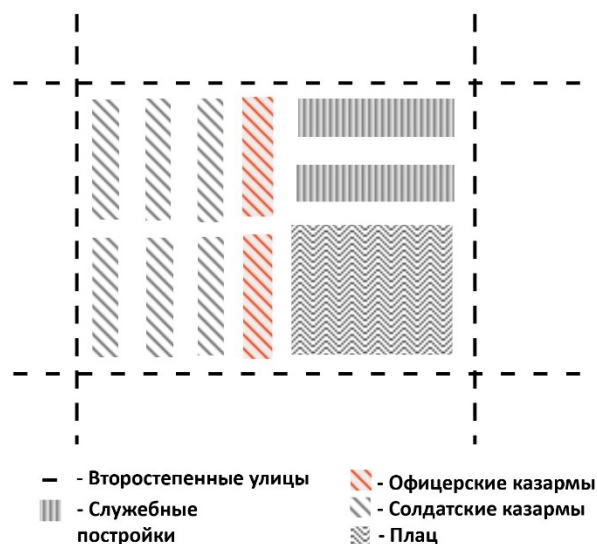 - Второстепенные улицы
- Служебные
постройки
- Офицерские казармы
- Солдатские казармы
- Плац